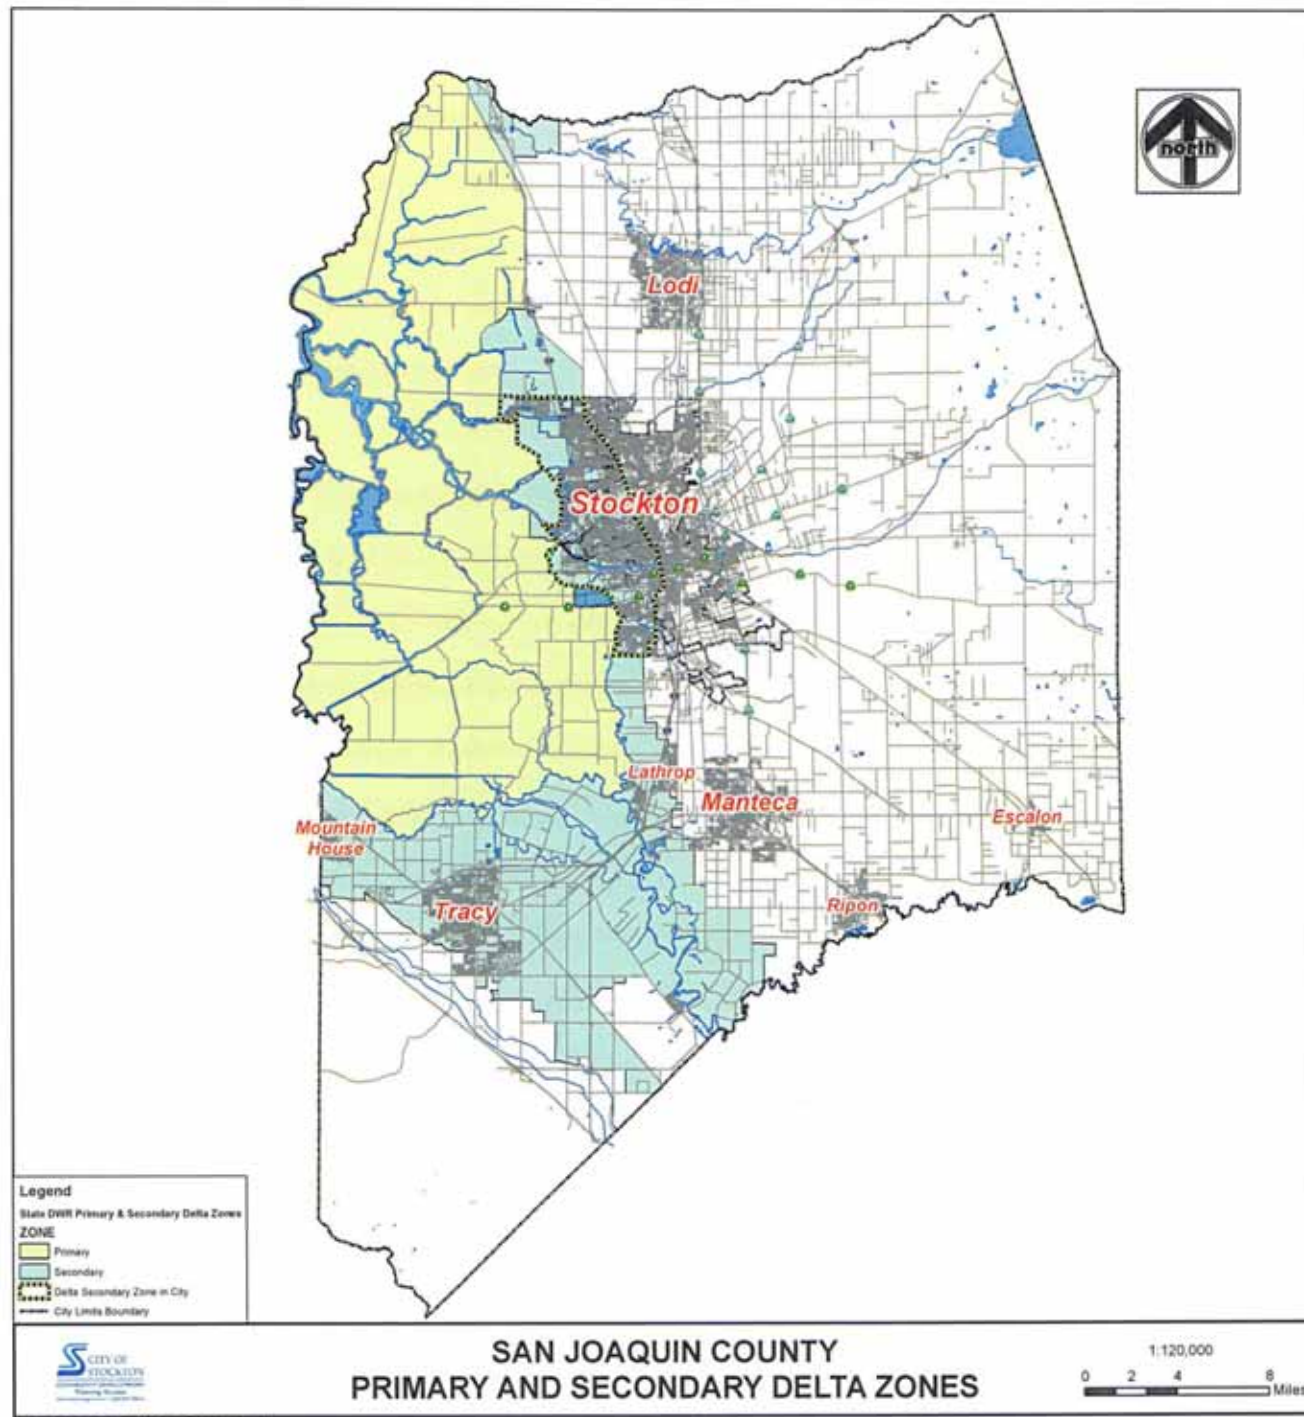 north
Lodi
Stockton
Lathrop
Manteca
Escalon
Mountain
House
Tracy
Ripon
Legend
State DWR Primary & Secondary Delta Zones
ZONE
Primary
Secondary
Delta Secondary Zone in City
City Limits Boundary
CITY OF
STOCKTON
SAN JOAQUIN COUNTY
PRIMARY AND SECONDARY DELTA ZONES
1:120,000
0 2 4 8
Miles